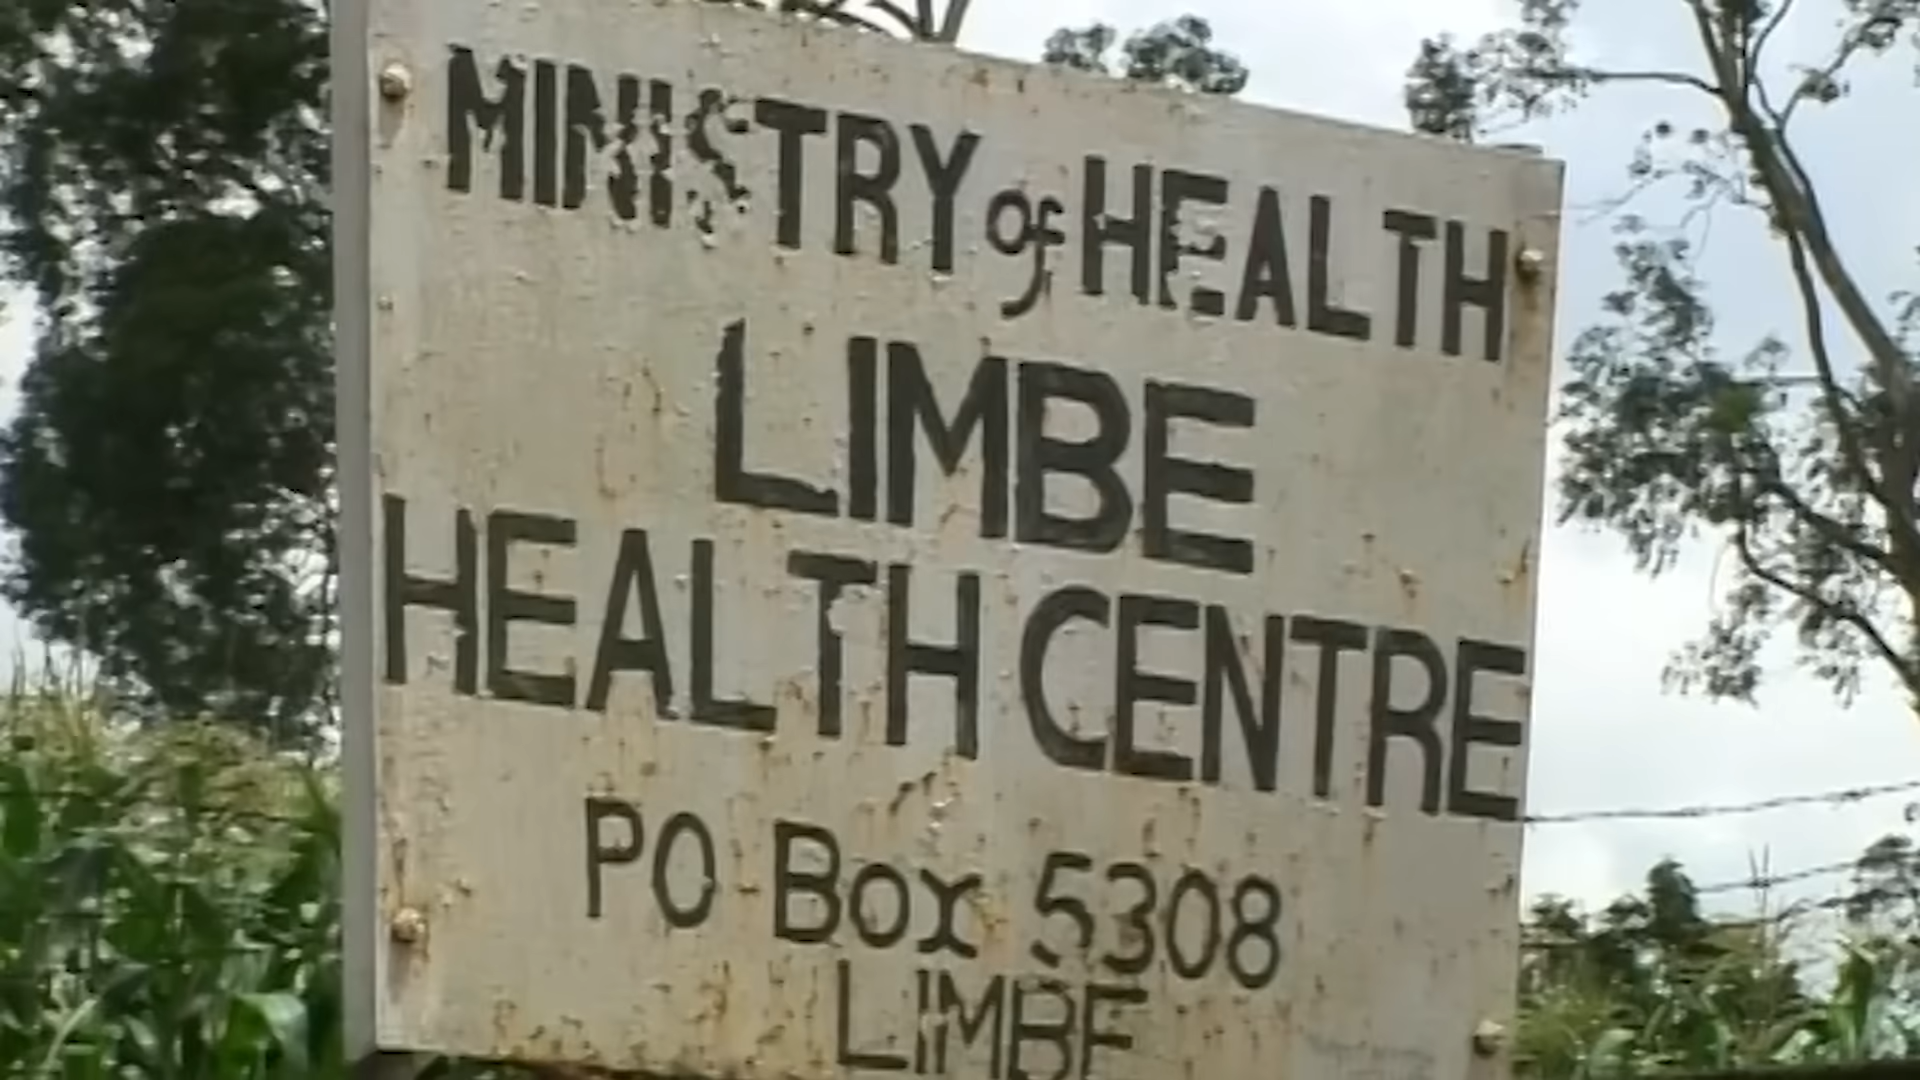 MINISTRY of HEALTH
LIMBE
HEALTH CENTRE
PO Box 5308
LIMBE